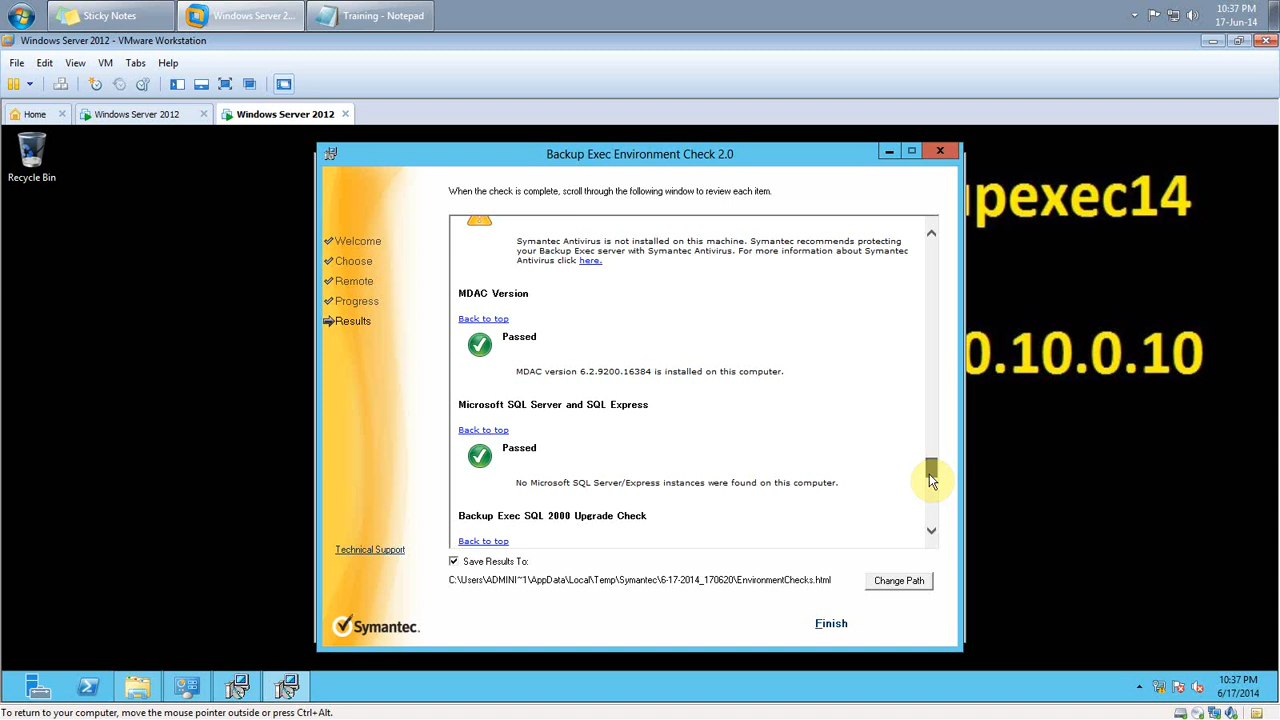 Sticky Notes
Windows Server 2...
Training - Notepad
10:37 PM
17-Jun-14
Windows Server 2012 - VMware Workstation
File Edit View VM Tabs Help
Home
Windows Server 2012
Windows Server 2012
Recycle Bin
upexec14
0.10.0.10
Backup Exec Environment Check 2.0
When the check is complete, scroll through the following window to review each item.
Welcome
Choose
Remote
Progress
Results
Technical Support
Symantec.
Symantec Antivirus is not installed on this machine. Symantec recommends protecting
your Backup Exec server with Symantec Antivirus. For more information about Symantec
Antivirus click here.
MDAC Version
Back to top
Passed
MDAC version 6.2.9200.16384 is installed on this computer.
Microsoft SQL Server and SQL Express
Back to top
Passed
No Microsoft SQL Server/Express instances were found on this computer.
Backup Exec SQL 2000 Upgrade Check
Back to top
Save Results To:
C:\Users\ADMINI~1\AppData\Local\Temp\Symantec\6-17-2014_170620\EnvironmentChecks.html
Change Path
Finish
10:37 PM
6/17/2014
To return to your computer, move the mouse pointer outside or press Ctrl+Alt.